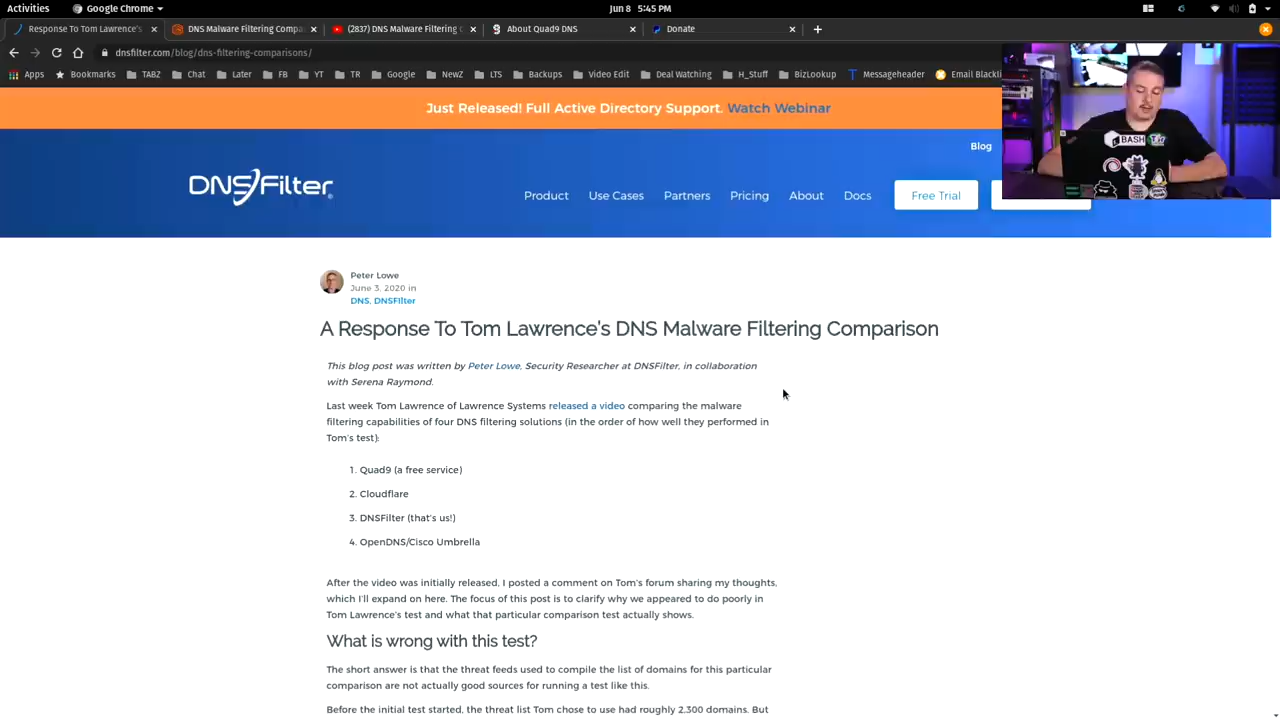 Activities
Google Chrome
Jun 8 5:45 PM
Response To Tom Lawrence's
DNS Malware Filtering Compa
(2837) DNS Malware Filtering C
About Quad9 DNS
Donate
dnsfilter.com/blog/dns-filtering-comparisons/
Apps
Bookmarks
TABZ
Chat
Later
FB
YT
TR
Google
NewZ
LTS
Backups
Video Edit
Deal Watching
H_Stuff
BizLookup
Messageheader
Email Blackli
Just Released! Full Active Directory Support. Watch Webinar
Blog
DNSFilter
Product
Use Cases
Partners
Pricing
About
Docs
Free Trial
BASH
Peter Lowe
June 3, 2020 in
DNS, DNSFIlter
A Response To Tom Lawrence's DNS Malware Filtering Comparison
This blog post was written by Peter Lowe, Security Researcher at DNSFilter, in collaboration
with Serena Raymond.
Last week Tom Lawrence of Lawrence Systems released a video comparing the malware
filtering capabilities of four DNS filtering solutions (in the order of how well they performed in
Tom's test):
1. Quad9 (a free service)
2. Cloudflare
3. DNSFilter (that's us!)
4. OpenDNS/Cisco Umbrella
After the video was initially released, I posted a comment on Tom's forum sharing my thoughts,
which I'll expand on here. The focus of this post is to clarify why we appeared to do poorly in
Tom Lawrence's test and what that particular comparison test actually shows.
What is wrong with this test?
The short answer is that the threat feeds used to compile the list of domains for this particular
comparison are not actually good sources for running a test like this.
Before the initial test started, the threat list Tom chose to use had roughly 2,300 domains. But